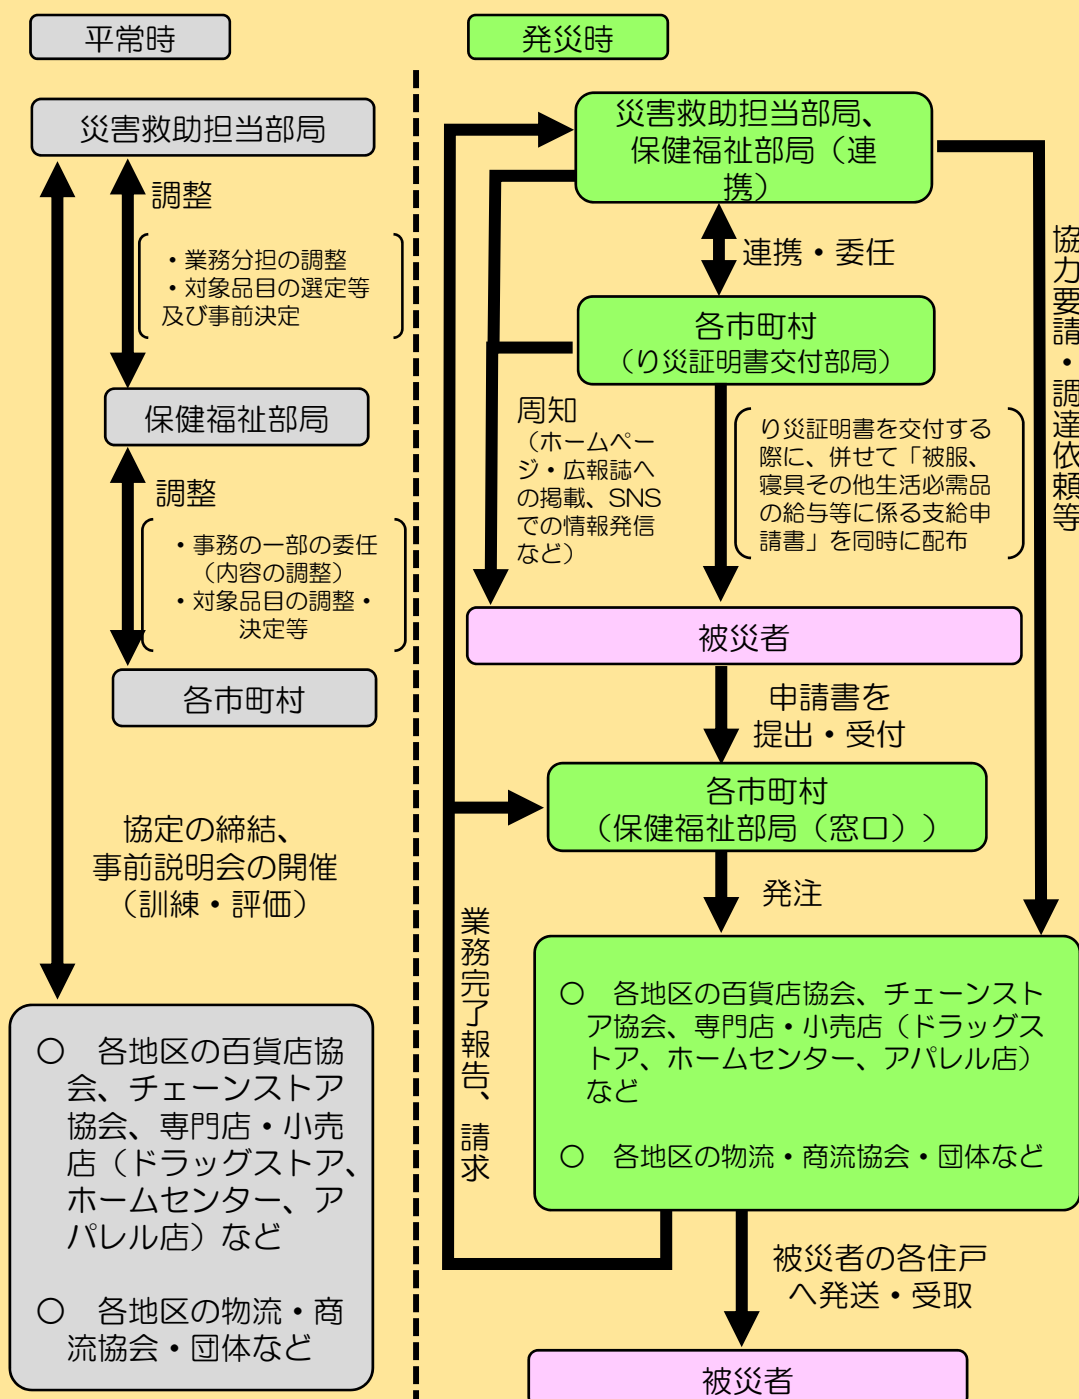 平常時
災害救助担当部局
調整
・業務分担の調整
・対象品目の選定等
及び事前決定
保健福祉部局
調整
・事務の一部の委任
（内容の調整）
・対象品目の調整・
決定等
各市町村
協定の締結、
事前説明会の開催
（訓練・評価）
○　各地区の百貨店協
会、チェーンストア
協会、専門店・小売
店（ドラッグストア、
ホームセンター、ア
パレル店）など
○　各地区の物流・商
流協会・団体など
発災時
災害救助担当部局、
保健福祉部局（連
携）
連携・委任
各市町村
（り災証明書交付部局）
周知
（ホームペー
ジ・広報誌へ
の掲載、SNS
での情報発信
など）
り災証明書を交付する
際に、併せて「被服、
寝具その他生活必需品
の給与等に係る支給申
請書」を同時に配布
協力要請・調達依頼等
被災者
申請書を
提出・受付
各市町村
（保健福祉部局（窓口））
発注
業務完了報告、請求
○　各地区の百貨店協会、チェーンスト
ア協会、専門店・小売店（ドラッグス
トア、ホームセンター、アパレル店）
など
○　各地区の物流・商流協会・団体など
被災者の各住戸
へ発送・受取
被災者